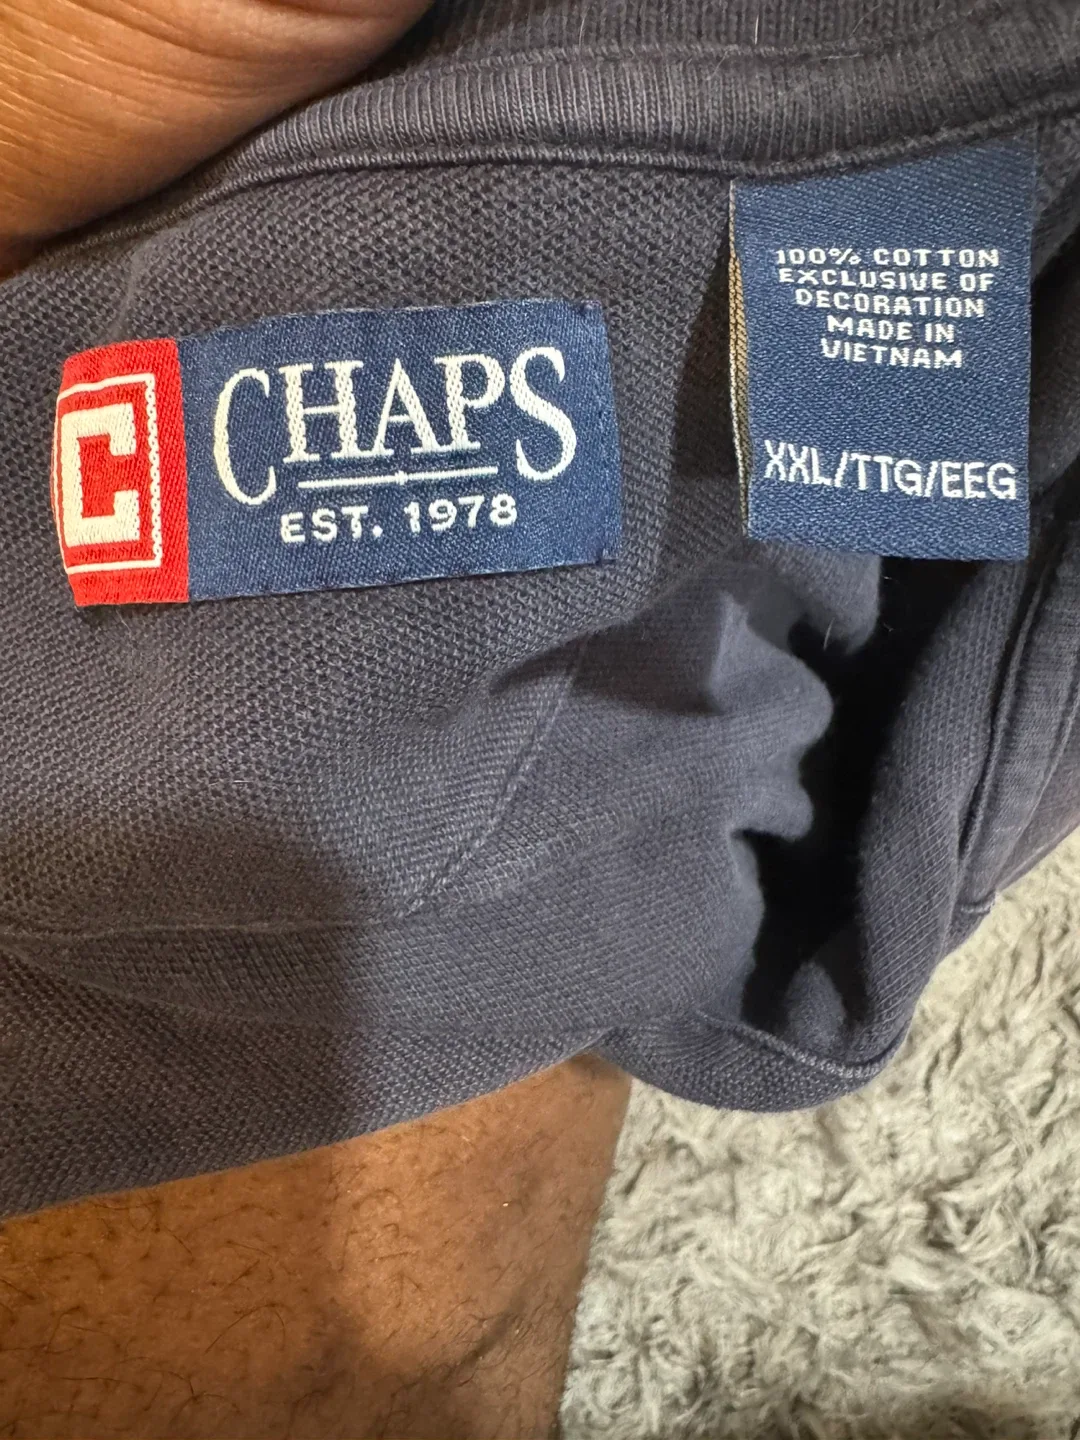 C CHAPS
EST. 1978
100% COTTON
EXCLUSIVE OF
DECORATION
MADE IN
VIETNAM
XXL/TTG/EEG